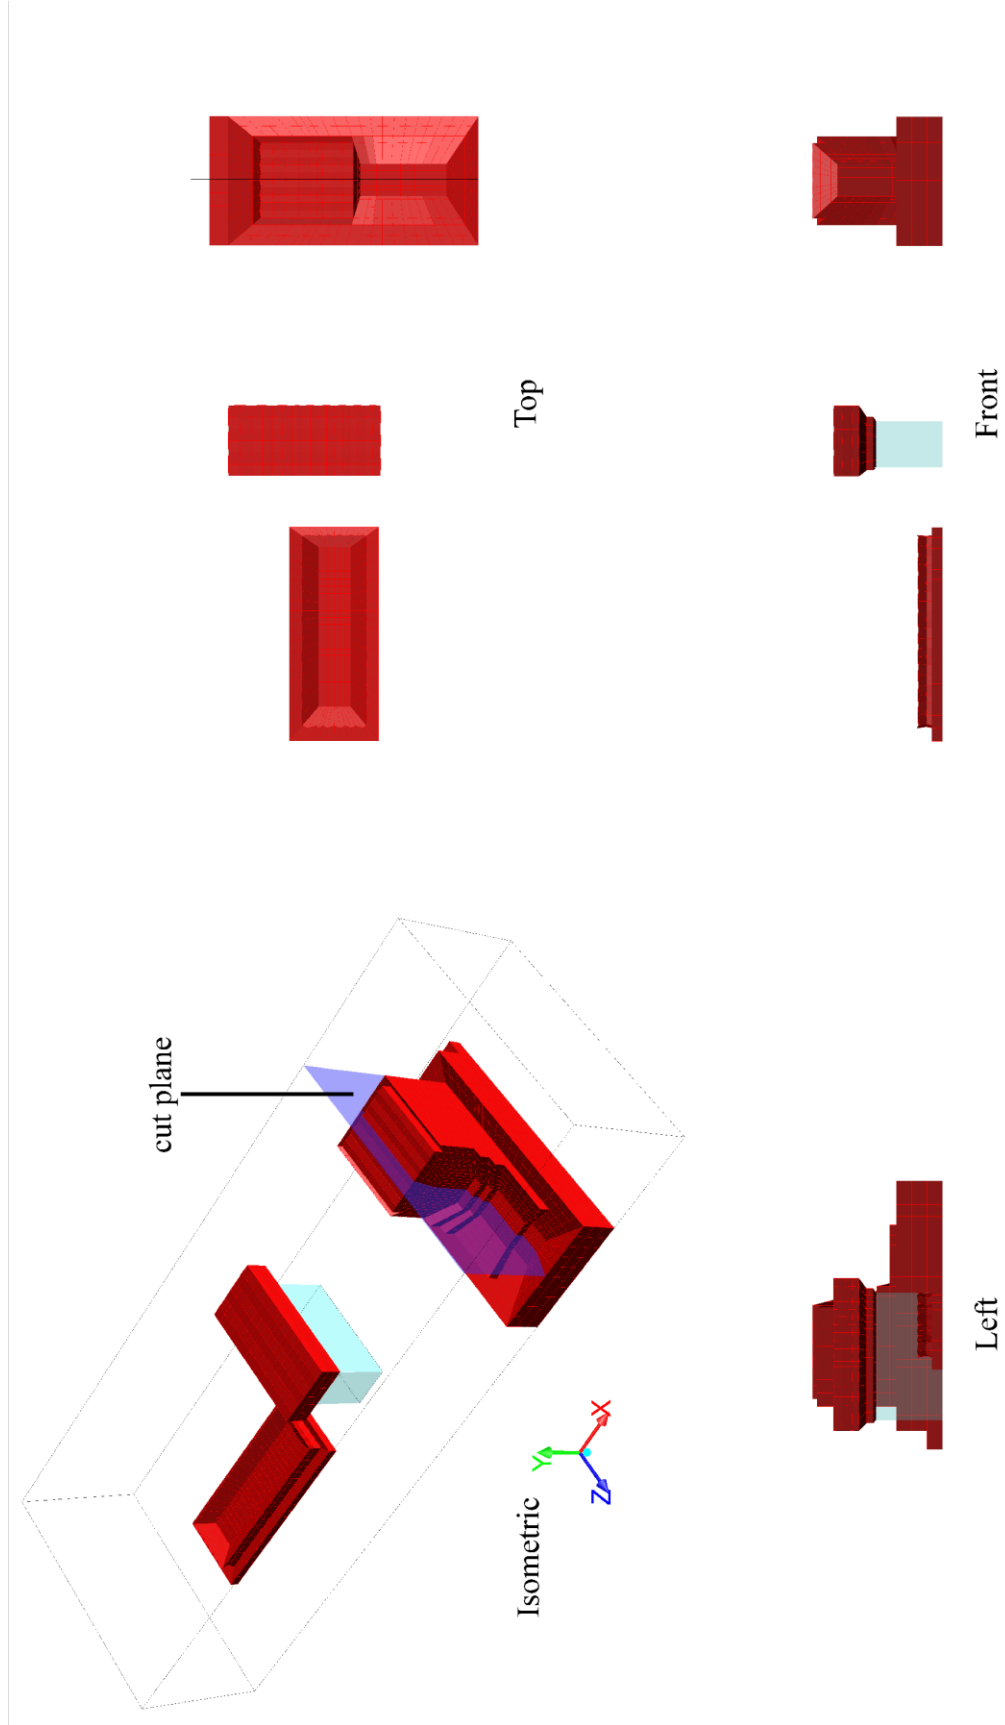 cut plane
Y
X
Z
Isometric
Top
Left
Front